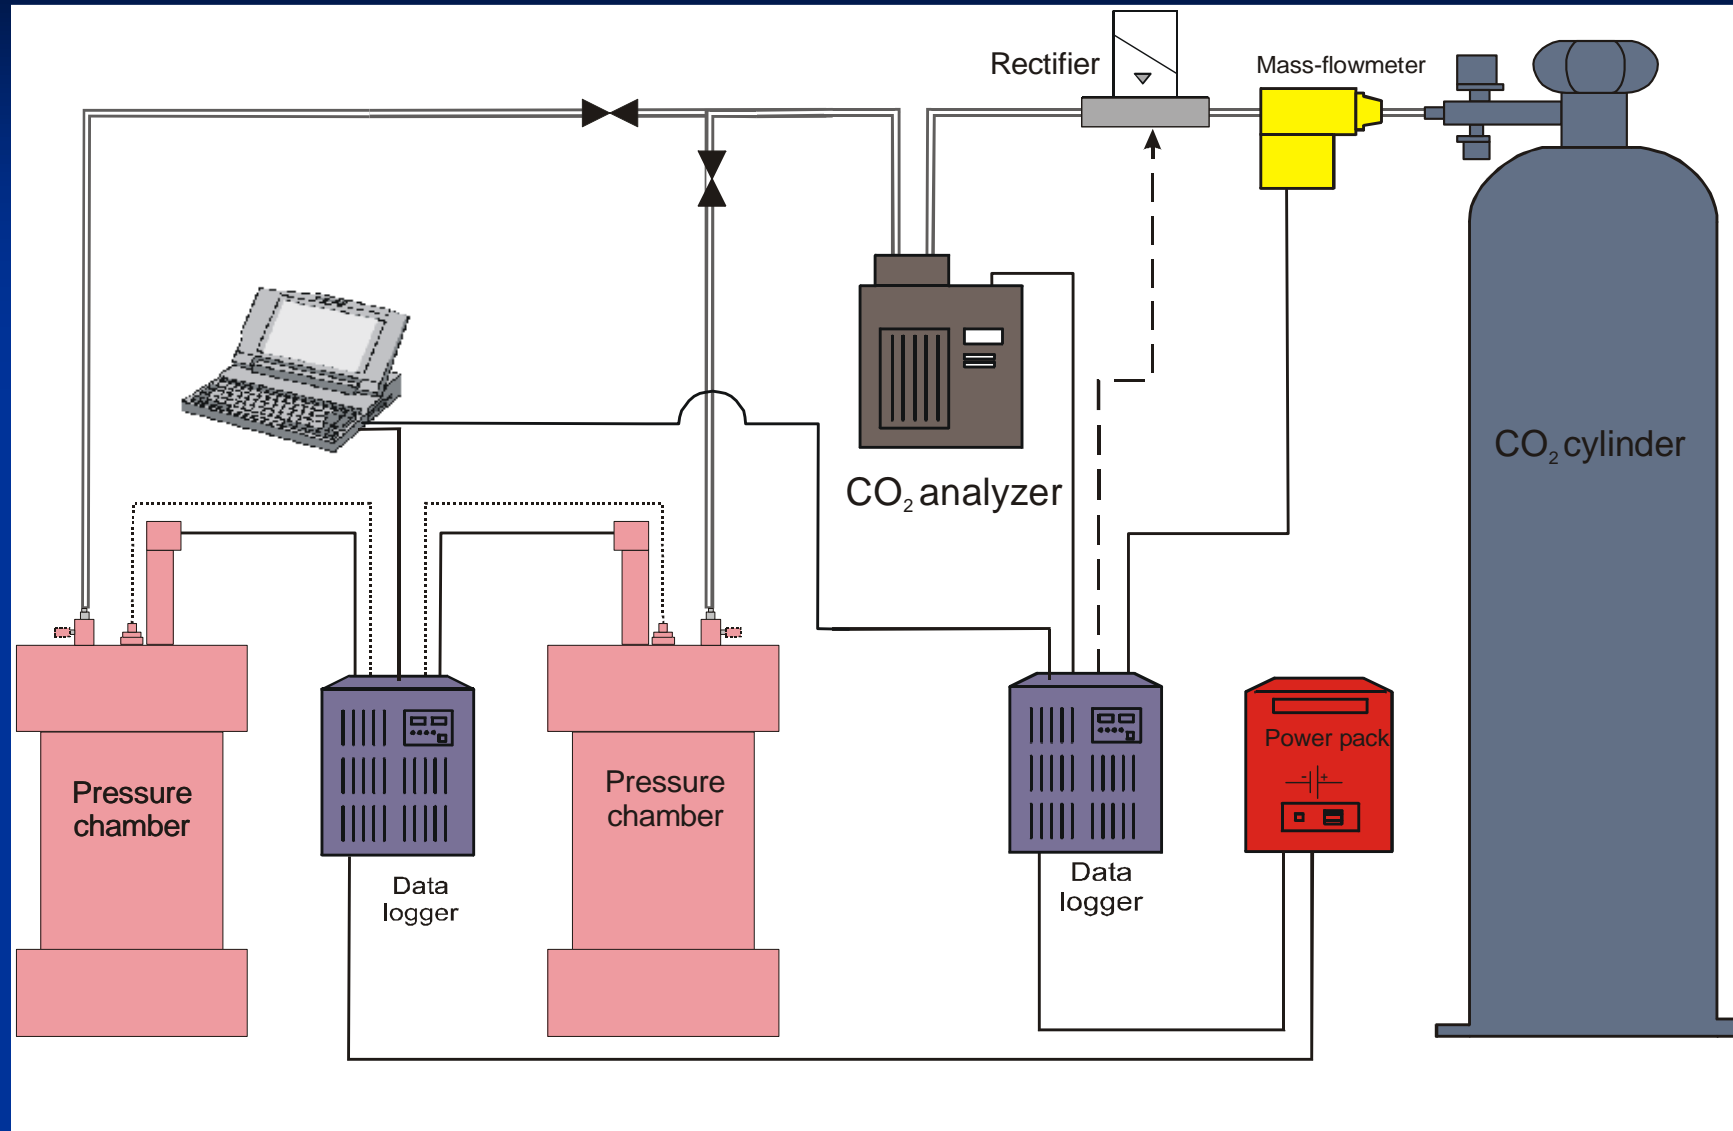 Rectifier
Mass-flowmeter
CO2 cylinder
CO2 analyzer
Pressure
chamber
Pressure
chamber
Data
logger
Data
logger
Power pack
- +